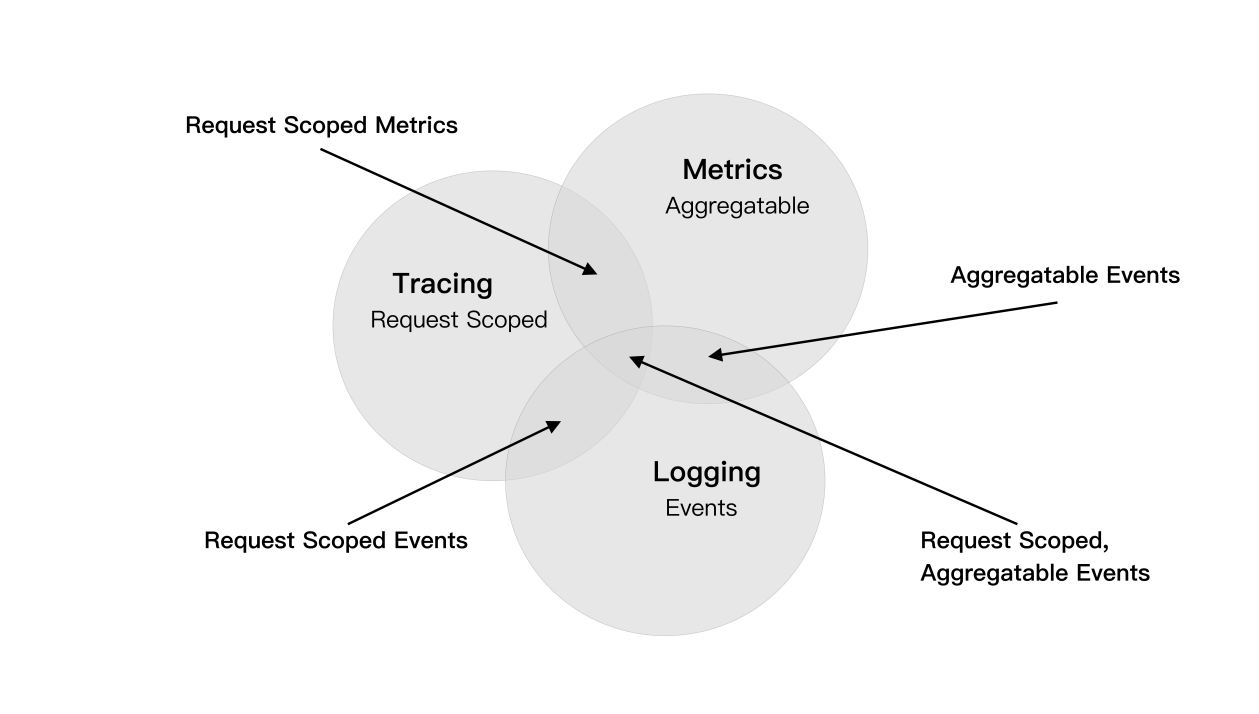 Request Scoped Metrics
Metrics
Aggregatable
Tracing
Request Scoped
Aggregatable Events
Logging
Events
Request Scoped Events
Request Scoped,
Aggregatable Events